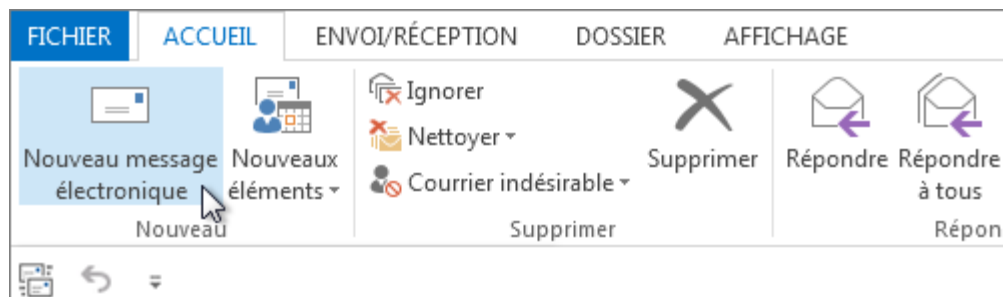 FICHIER ACCUEIL ENVOI/RÉCEPTION DOSSIER AFFICHAGE
Nouveau message
électronique
Nouveaux
éléments
Ignorer
Nettoyer
Courrier indésirable
Supprimer
Répondre
Répondre
à tous
Nouveau
Supprimer
Répon